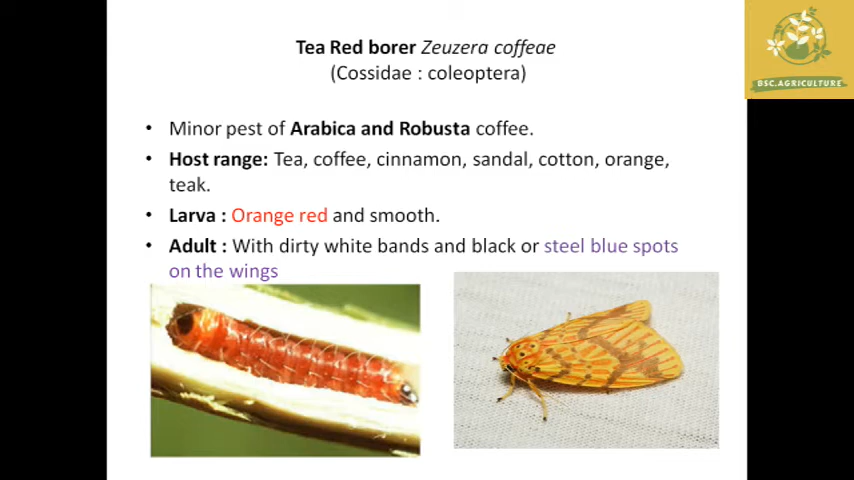 Tea Red borer Zeuzera coffeae
(Cossidae : coleoptera)
BSC.AGRICULTURE
• Minor pest of Arabica and Robusta coffee.
• Host range: Tea, coffee, cinnamon, sandal, cotton, orange,
teak.
• Larva : Orange red and smooth.
• Adult : With dirty white bands and black or steel blue spots
on the wings